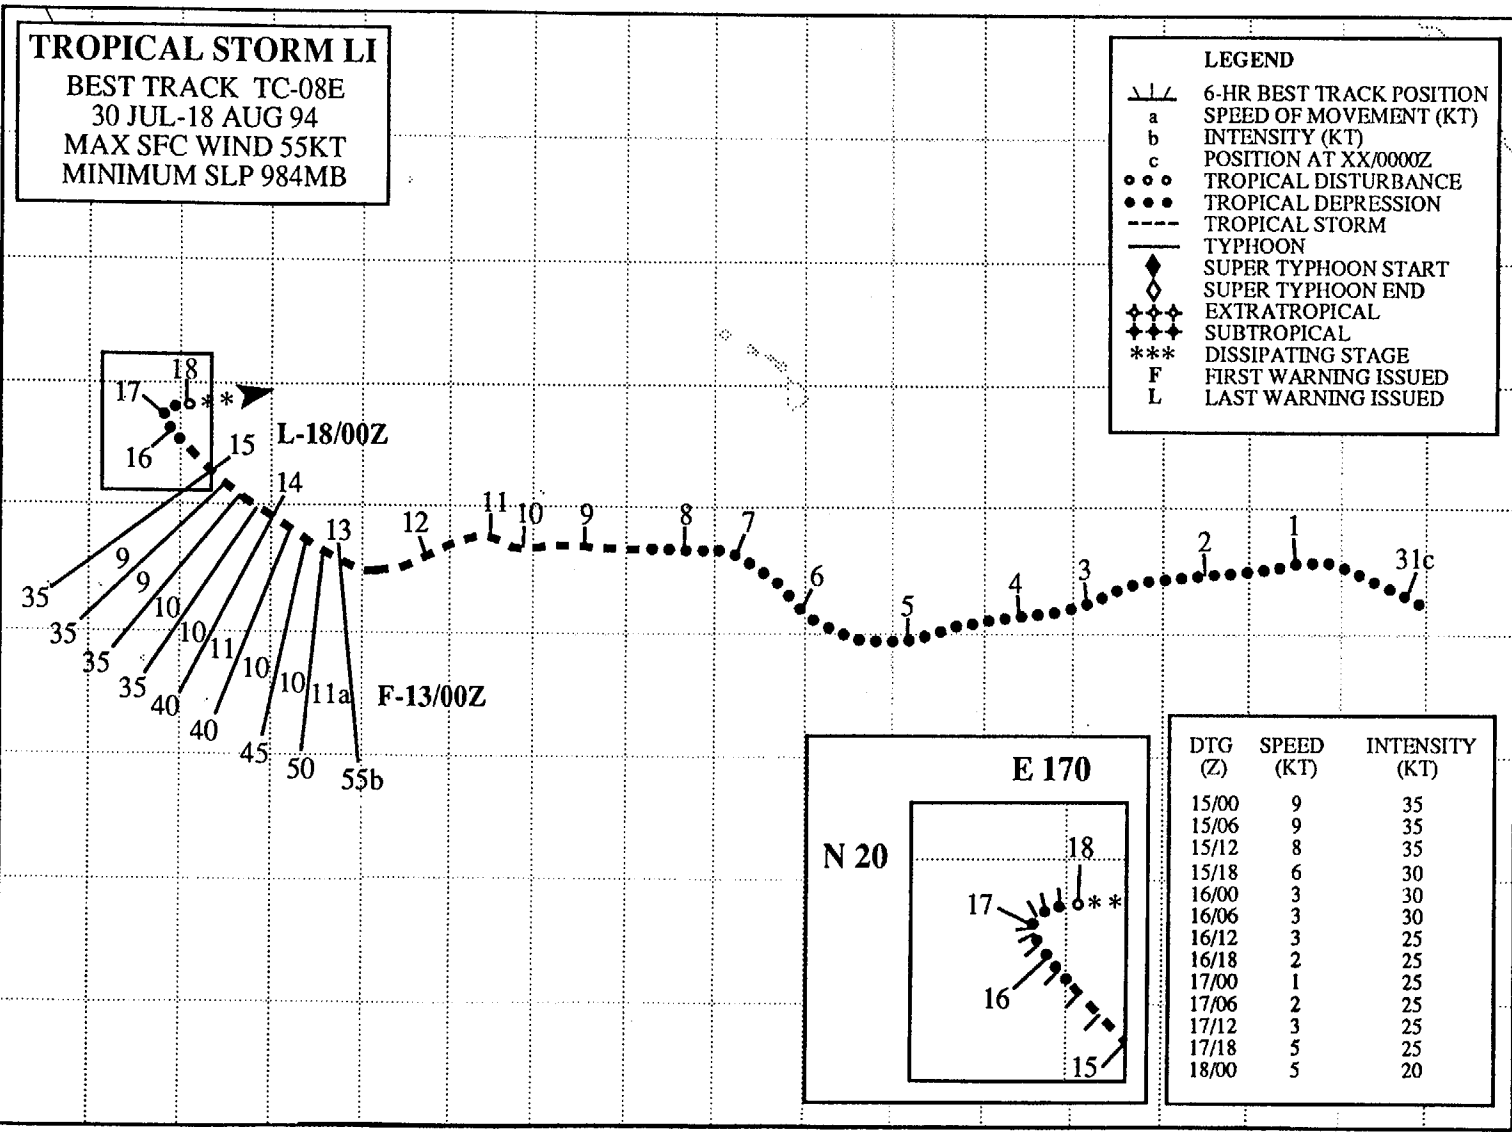 TROPICAL STORM LI
BEST TRACK TC-08E
30 JUL-18 AUG 94
MAX SFC WIND 55KT
MINIMUM SLP 984MB
LEGEND
6-HR BEST TRACK POSITION
a SPEED OF MOVEMENT (KT)
b INTENSITY (KT)
c POSITION AT XX/0000Z
TROPICAL DISTURBANCE
TROPICAL DEPRESSION
TROPICAL STORM
TYPHOON
SUPER TYPHOON START
SUPER TYPHOON END
EXTRATROPICAL
SUBTROPICAL
*** DISSIPATING STAGE
F FIRST WARNING ISSUED
L LAST WARNING ISSUED
18
17
* *
16
15
L-18/00Z
14
13
12
11
10
9
8
7
6
5
4
3
2
1
31c
9
9
10
10
11
10
10
11a
35
35
35
35
40
40
45
50
55b
F-13/00Z
E 170
N 20
18
17
* *
16
15
DTG SPEED INTENSITY
(Z) (KT) (KT)
15/00 9 35
15/06 9 35
15/12 8 35
15/18 6 30
16/00 3 30
16/06 3 30
16/12 3 25
16/18 2 25
17/00 1 25
17/06 2 25
17/12 3 25
17/18 5 25
18/00 5 20